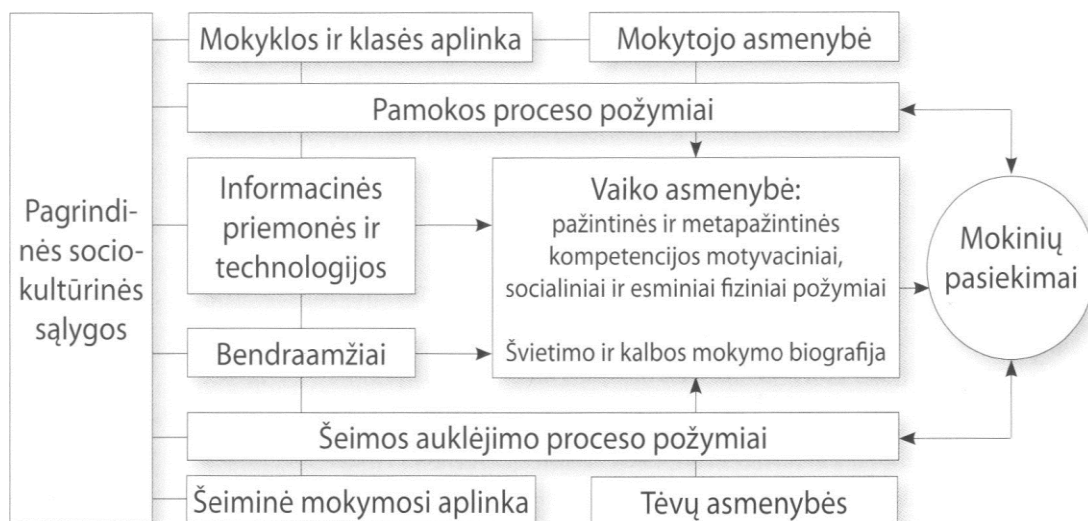 Mokyklos ir klasės aplinka
Mokytojo asmenybė
Pamokos proceso požymiai
Pagrindi-
nės socio-
kultūrinės
sąlygos
Informacinės
priemonės ir
technologijos
Vaiko asmenybė:
pažintinės ir metapažintinės
kompetencijos motyvaciniai,
socialiniai ir esminiai fiziniai požymiai
Švietimo ir kalbos mokymo biografija
Mokinių
pasiekimai
Bendraamžiai
Šeimos auklėjimo proceso požymiai
Šeiminė mokymosi aplinka
Tėvų asmenybės